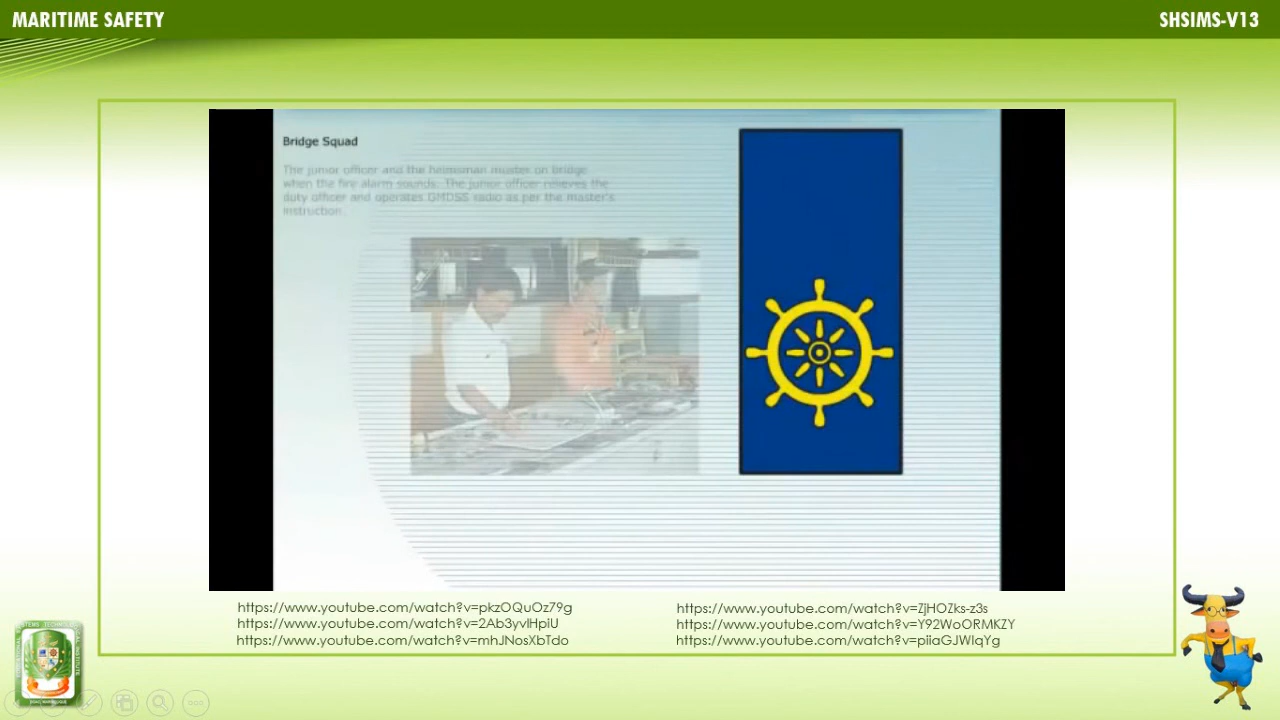 MARITIME SAFETY
SHSIMS-V13
Bridge Squad
The junior officer and the helmsman muster on bridge
when the fire alarm sounds. The junior officer relieves the
duty officer and operates GMDSS radio as per the master's
instruction.
https://www.youtube.com/watch?v=pkzOQuOz79g
https://www.youtube.com/watch?v=2Ab3yvlHpiU
https://www.youtube.com/watch?v=mhJNoiXbTdo
https://www.youtube.com/watch?v=ZjHOZks-z3s
https://www.youtube.com/watch?v=Y92WoORMKZY
https://www.youtube.com/watch?v=piiaGJWlqYg